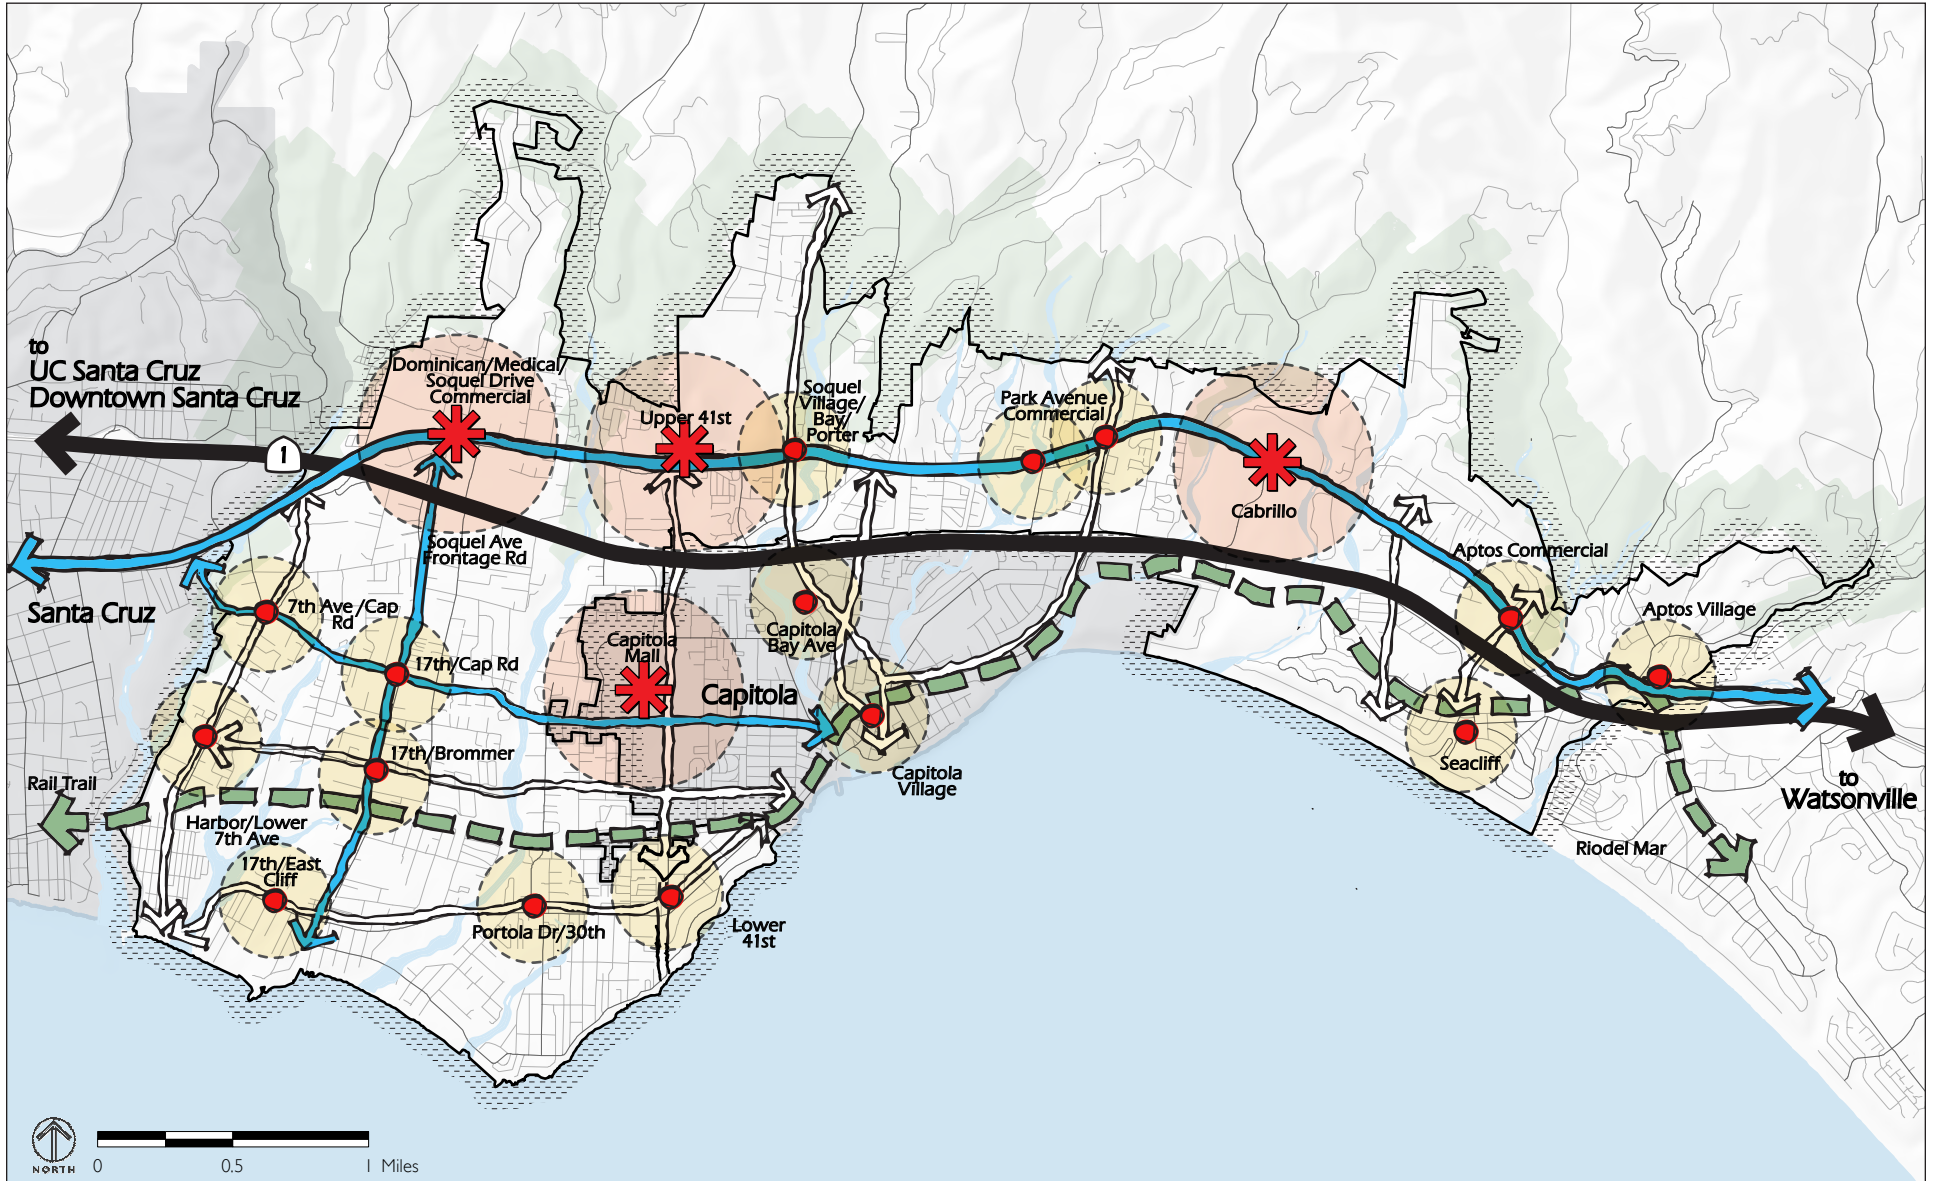 to
UC Santa Cruz
Downtown Santa Cruz
1
Dominican/Medical/
Soquel Drive
Commercial
Upper 41st
Soquel
Village/
Bay/
Porter
Park Avenue
Commercial
Cabrillo
Soquel Ave
Frontage Rd
Aptos Commercial
Santa Cruz
7th Ave /Cap
Rd
17th/Cap Rd
Capitola
Mall
Capitola
Bay Ave
Capitola
Aptos Village
17th/Brommer
Capitola
Village
Seacliff
to
Watsonville
Rail Trail
Harbor/Lower
7th Ave
17th/East
Cliff
Portola Dr/30th
Lower
41st
Riodel Mar
NORTH
0 0.5 1 Miles